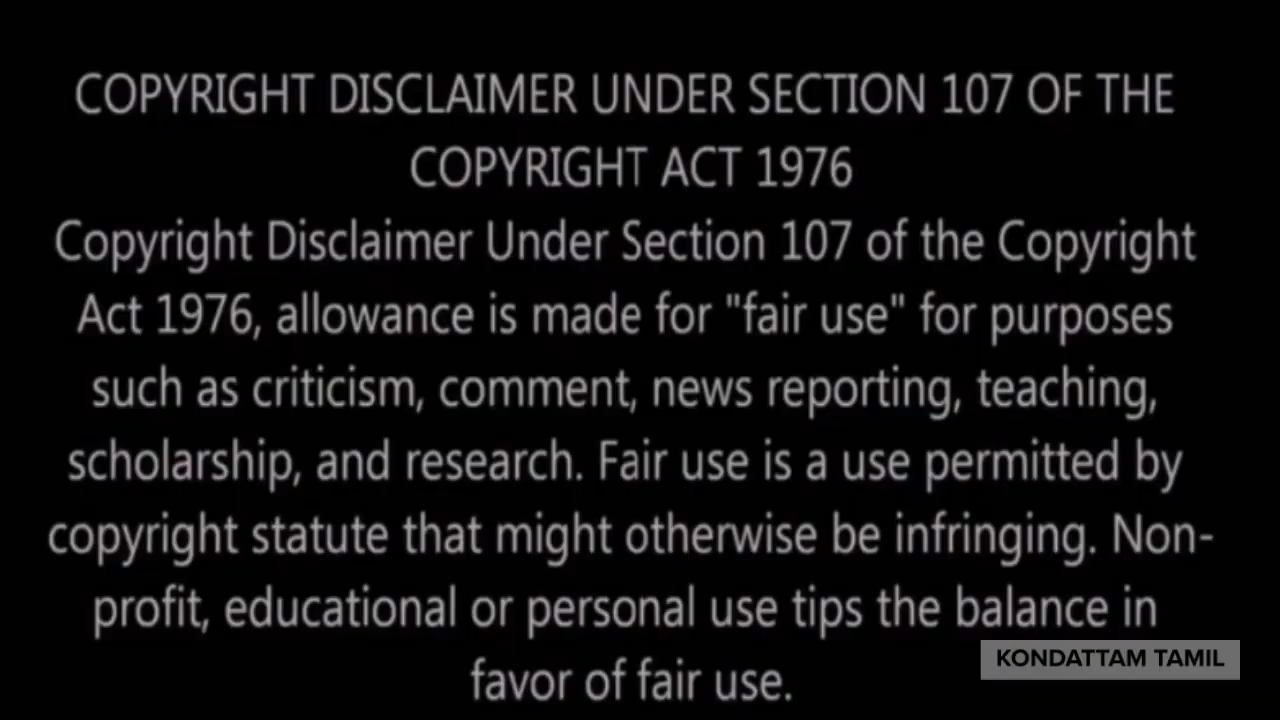 COPYRIGHT DISCLAIMER UNDER SECTION 107 OF THE
COPYRIGHT ACT 1976
Copyright Disclaimer Under Section 107 of the Copyright
Act 1976, allowance is made for "fair use" for purposes
such as criticism, comment, news reporting, teaching,
scholarship, and research. Fair use is a use permitted by
copyright statute that might otherwise be infringing. Non-
profit, educational or personal use tips the balance in
favor of fair use.
KONDATTAM TAMIL